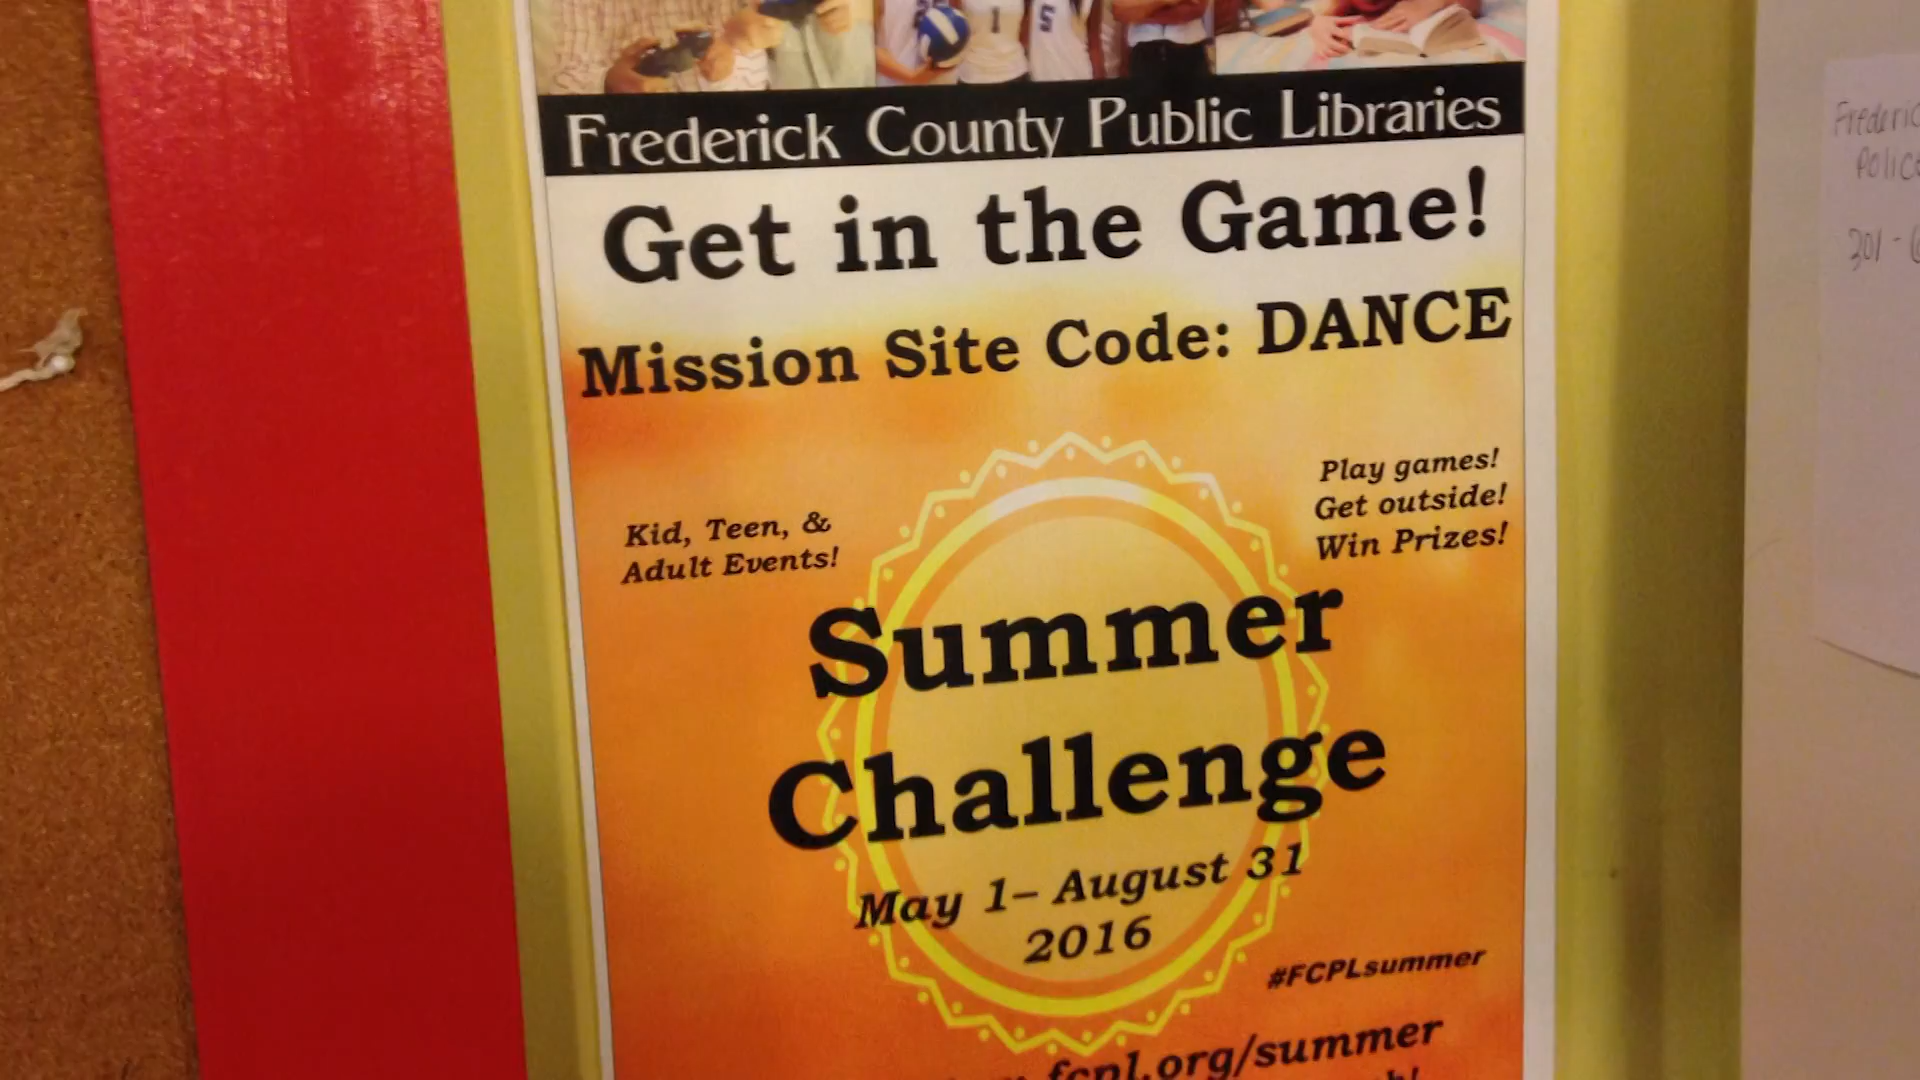 Frederick County Public Libraries
Get in the Game!
Mission Site Code: DANCE
Kid, Teen, &
Adult Events!
Play games!
Get outside!
Win Prizes!
Summer
Challenge
May 1– August 31
2016
#FCPLsummer
fcpl.org/summer
301 -